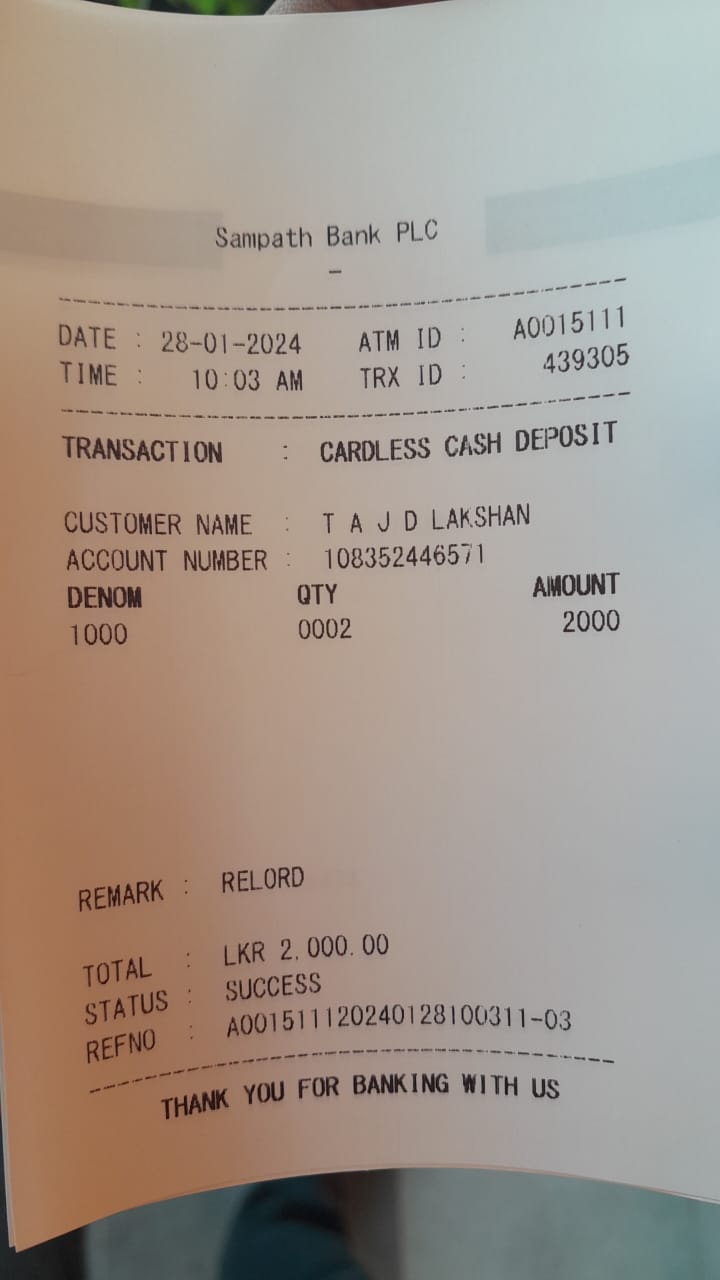 Sampath Bank PLC
DATE : 28-01-2024 ATM ID : A0015111
TIME : 10:03 AM TRX ID : 439305
TRANSACTION : CARDLESS CASH DEPOSIT
CUSTOMER NAME : T A J D LAKSHAN
ACCOUNT NUMBER : 108352446571
DENOM QTY AMOUNT
1000 0002 2000
REMARK : RELORD
TOTAL : LKR 2,000.00
STATUS : SUCCESS
REFNO : A001511120240128100311-03
THANK YOU FOR BANKING WITH US